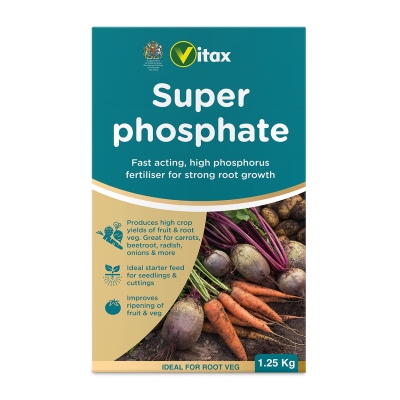 Vitax
Super
phosphate
Fast acting, high phosphorus
fertiliser for strong root growth
Produces high crop
yields of fruit & root
veg. Great for carrots,
beetroot, radish,
onions & more
Ideal starter feed
for seedlings &
cuttings
Improves
ripening of
fruit & veg
IDEAL FOR ROOT VEG
1.25 Kg